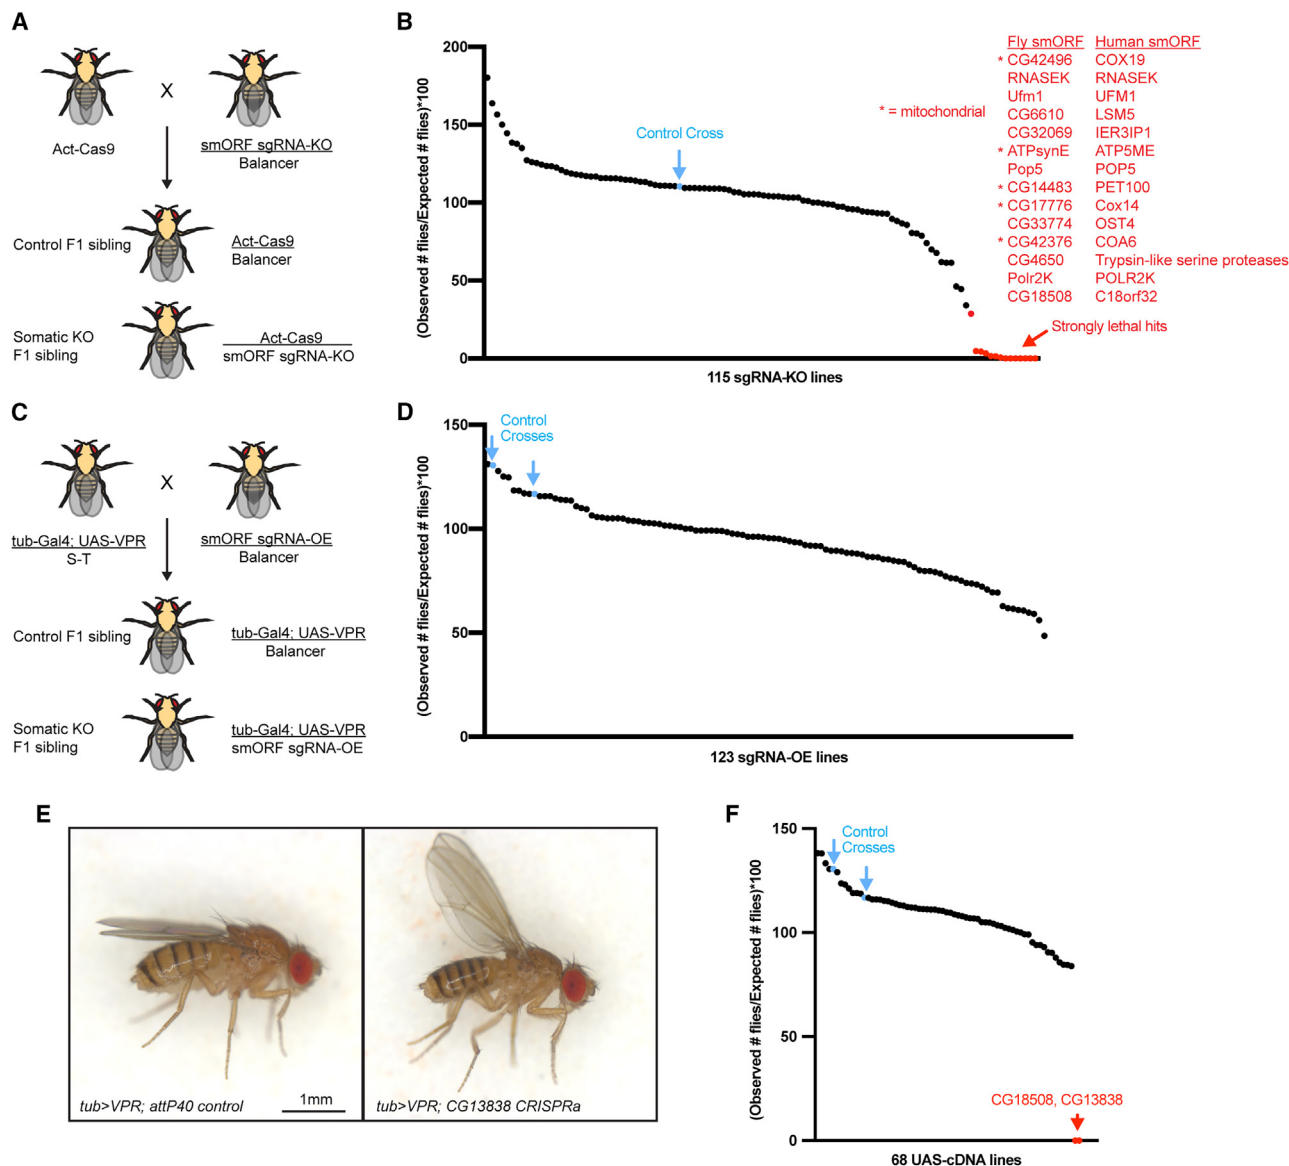 A
X
Act-Cas9
smORF sgRNA-KO
Balancer
Control F1 sibling
Act-Cas9
Balancer
Somatic KO
F1 sibling
Act-Cas9
smORF sgRNA-KO
B
(Observed # flies/Expected # flies)*100
200
150
100
50
0
Control Cross
* = mitochondrial
Fly smORF Human smORF
* CG42496 COX19
RNASEK RNASEK
Ufm1 UFM1
CG6610 LSM5
CG32069 IER3IP1
* ATPsynE ATP5ME
Pop5 POP5
* CG14483 PET100
* CG17776 Cox14
CG33774 OST4
* CG42376 COA6
CG4650 Trypsin-like serine proteases
Polr2K POLR2K
CG18508 C18orf32
Strongly lethal hits
115 sgRNA-KO lines
C
X
tub-Gal4; UAS-VPR
S-T
smORF sgRNA-OE
Balancer
Control F1 sibling
tub-Gal4; UAS-VPR
Balancer
Somatic KO
F1 sibling
tub-Gal4; UAS-VPR
smORF sgRNA-OE
D
(Observed # flies/Expected # flies)*100
150
100
50
0
Control
Crosses
123 sgRNA-OE lines
E
tub>VPR; attP40 control
1mm
tub>VPR; CG13838 CRISPRa
F
(Observed # flies/Expected # flies)*100
150
100
50
0
Control
Crosses
CG18508, CG13838
68 UAS-cDNA lines